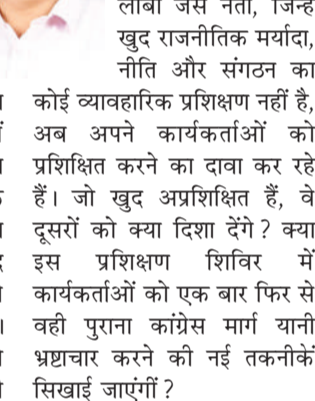 जैसे नेता, जिन्हें
खुद राजनीतिक मर्यादा,
नीति और संगठन का
कोई व्यावहारिक प्रशिक्षण नहीं है,
अब अपने कार्यकर्ताओं को
प्रशिक्षित करने का दावा कर रहे
हैं। जो खुद अप्रशिक्षित हैं, वे
दूसरों को क्या दिशा देंगे? क्या
इस प्रशिक्षण शिविर में
कार्यकर्ताओं को एक बार फिर से
वही पुराना कांग्रेस मार्ग यानी
भ्रष्टाचार करने की नई तकनीकें
सिखाई जाएंगीं?